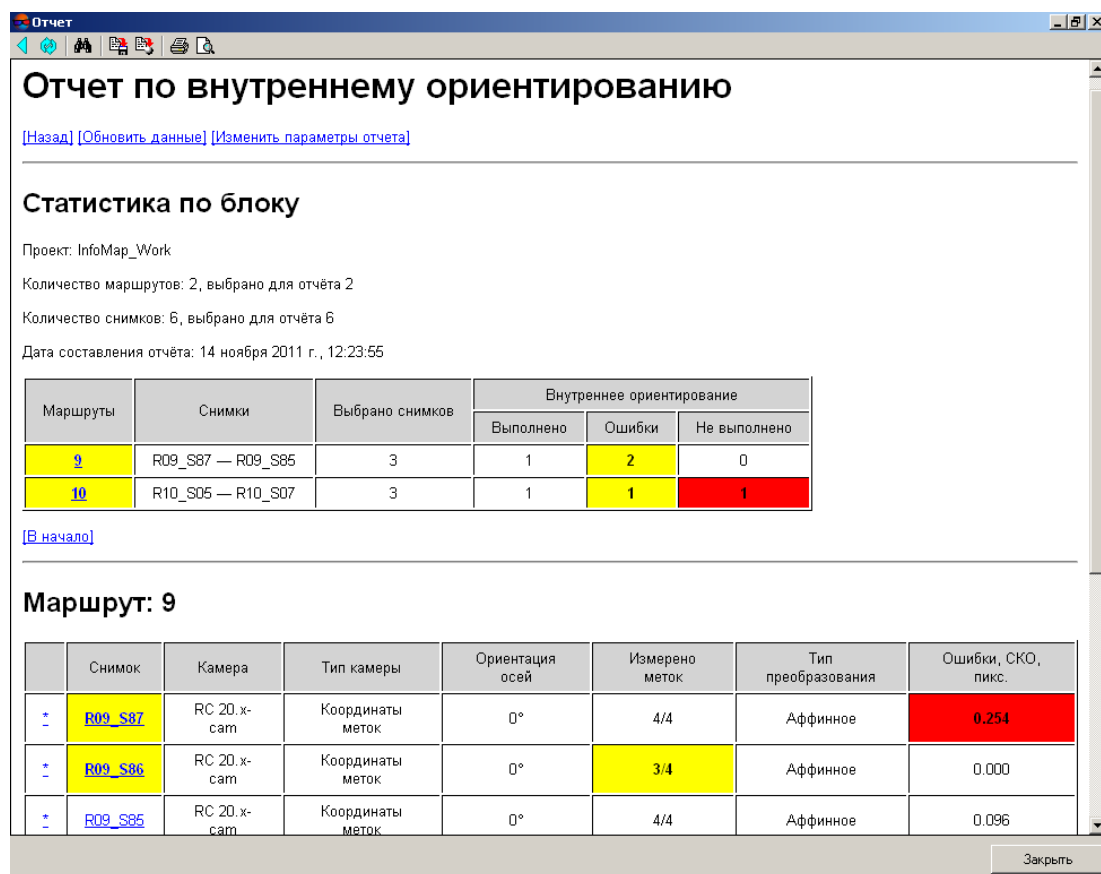 Отчет
Отчет по внутреннему ориентированию
[Назад] [Обновить данные] [Изменить параметры отчета]
Статистика по блоку
Проект: InfoMap_Work
Количество маршрутов: 2, выбрано для отчёта 2
Количество снимков: 6, выбрано для отчёта 6
Дата составления отчёта: 14 ноября 2011 г., 12:23:55
Маршруты Снимки Выбрано снимков Внутреннее ориентирование
Выполнено Ошибки Не выполнено
9 R09_S87 — R09_S85 3 1 2 0
10 R10_S05 — R10_S07 3 1 1 1
[В начало]
Маршрут: 9
Снимок Камера Тип камеры Ориентация осей Измерено меток Тип преобразования Ошибки, СКО, пикс.
* R09_S87 RC 20.x-cam Координаты меток 0° 4/4 Аффинное 0.254
* R09_S86 RC 20.x-cam Координаты меток 0° 3/4 Аффинное 0.000
* R09_S85 RC 20.x-cam Координаты меток 0° 4/4 Аффинное 0.096
Закрыть